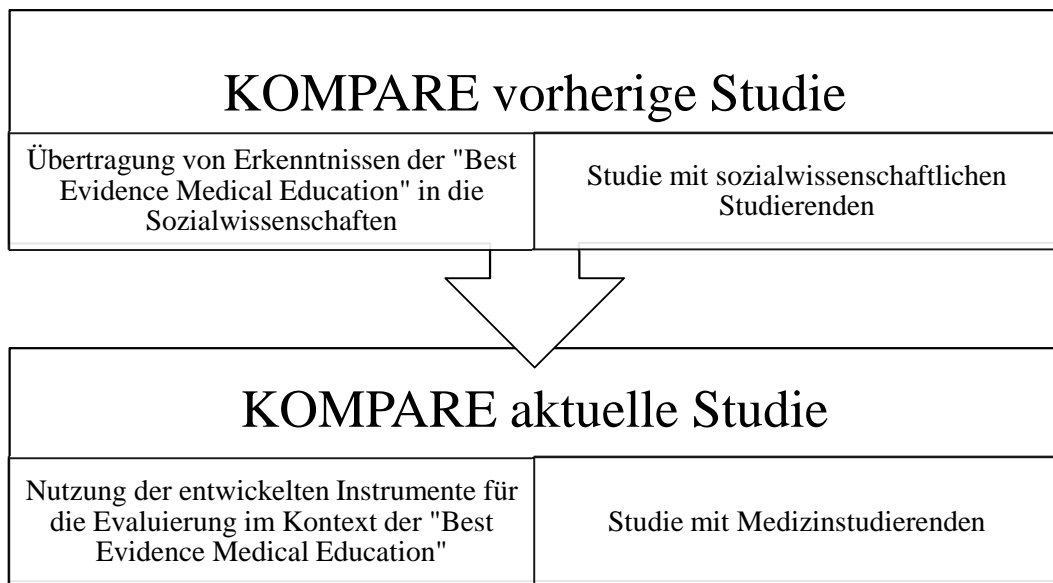 KOMPARE vorherige Studie
Übertragung von Erkenntnissen der "Best
Evidence Medical Education" in die
Sozialwissenschaften
Studie mit sozialwissenschaftlichen
Studierenden
KOMPARE aktuelle Studie
Nutzung der entwickelten Instrumente für
die Evaluierung im Kontext der "Best
Evidence Medical Education"
Studie mit Medizinstudierenden